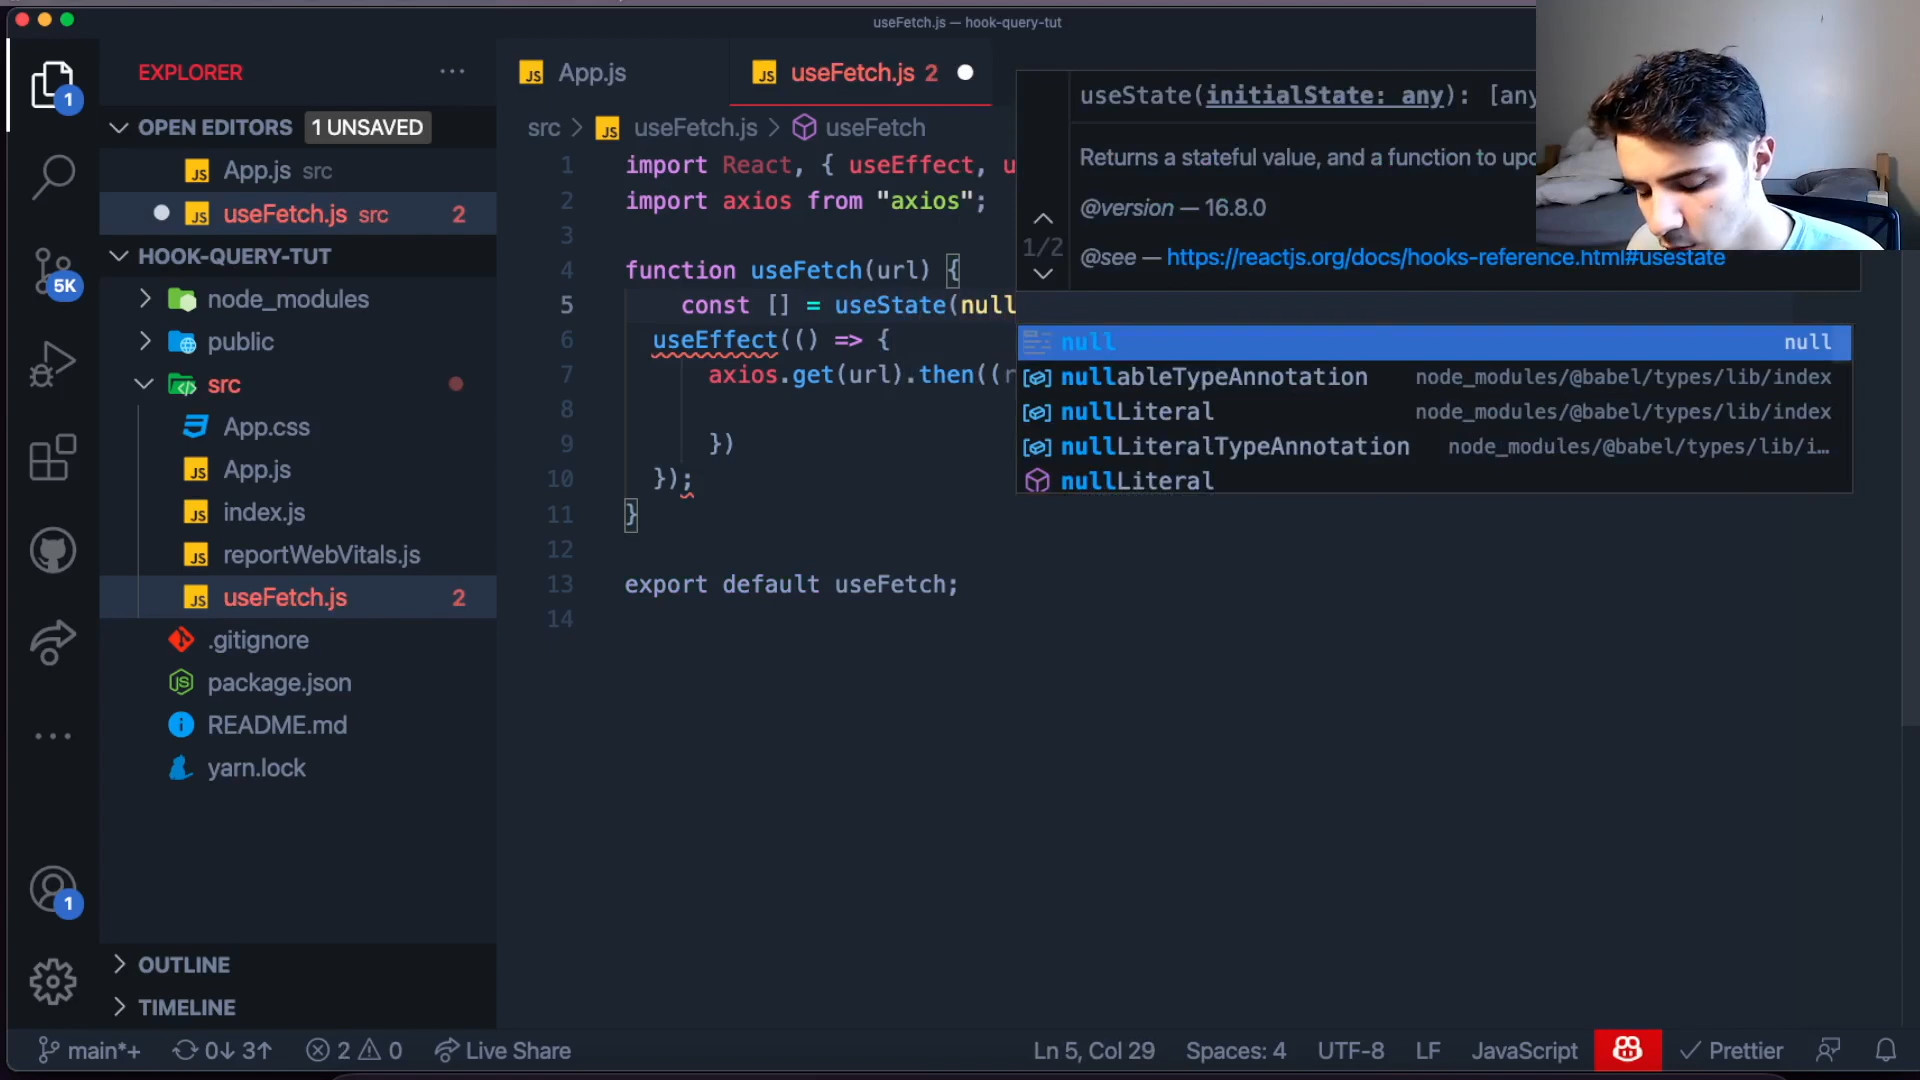 useFetch.js — hook-query-tut
EXPLORER
1
OPEN EDITORS 1 UNSAVED
App.js src
useFetch.js src 2
HOOK-QUERY-TUT
5K
node_modules
public
src
App.css
App.js
index.js
reportWebVitals.js
useFetch.js 2
.gitignore
package.json
README.md
yarn.lock
1
OUTLINE
TIMELINE
App.js
useFetch.js 2
src > useFetch.js > useFetch
1 import React, { useEffect, u
2 import axios from "axios";
3
4 function useFetch(url) {
5 const [] = useState(null
6 useEffect(() => {
7 axios.get(url).then((r
8
9 })
10 });
11 }
12
13 export default useFetch;
14
useState(initialState: any): [any
Returns a stateful value, and a function to upd
@version — 16.8.0
1/2
@see — https://reactjs.org/docs/hooks-reference.html#usestate
null null
nullableTypeAnnotation node_modules/@babel/types/lib/index
nullLiteral node_modules/@babel/types/lib/index
nullLiteralTypeAnnotation node_modules/@babel/types/lib/i…
nullLiteral
main*+ 0↓ 3↑ 2 0 Live Share Ln 5, Col 29 Spaces: 4 UTF-8 LF JavaScript Prettier